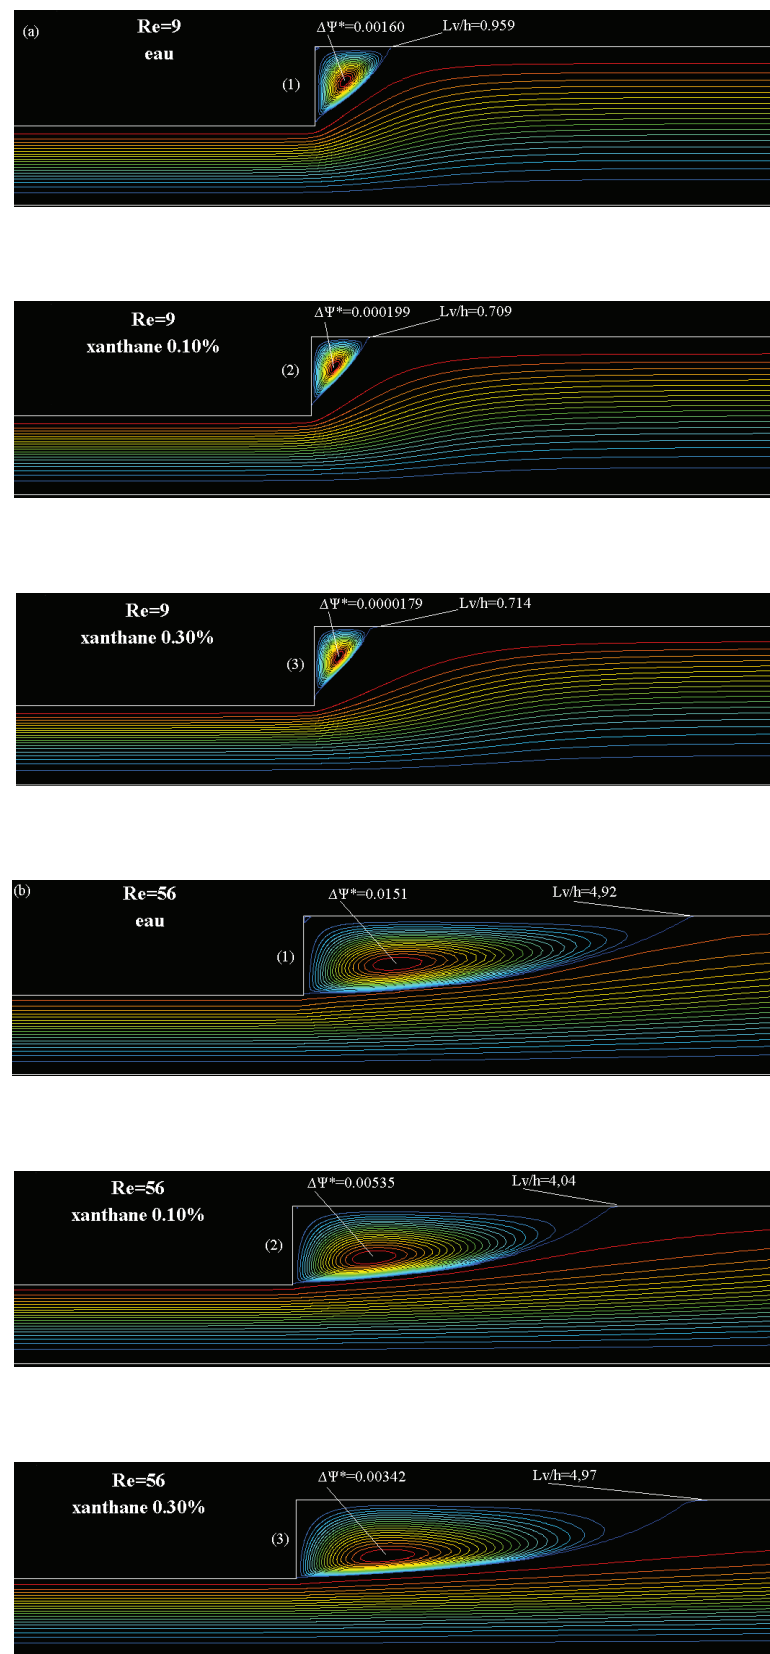 (a)
Re=9
eau
ΔΨ*=0.00160
Lv/h=0.959
(1)
Re=9
xanthane 0.10%
ΔΨ*=0.000199
Lv/h=0.709
(2)
Re=9
xanthane 0.30%
ΔΨ*=0.0000179
Lv/h=0.714
(3)
(b)
Re=56
eau
ΔΨ*=0.0151
Lv/h=4,92
(1)
Re=56
xanthane 0.10%
ΔΨ*=0.00535
Lv/h=4,04
(2)
Re=56
xanthane 0.30%
ΔΨ*=0.00342
Lv/h=4,97
(3)